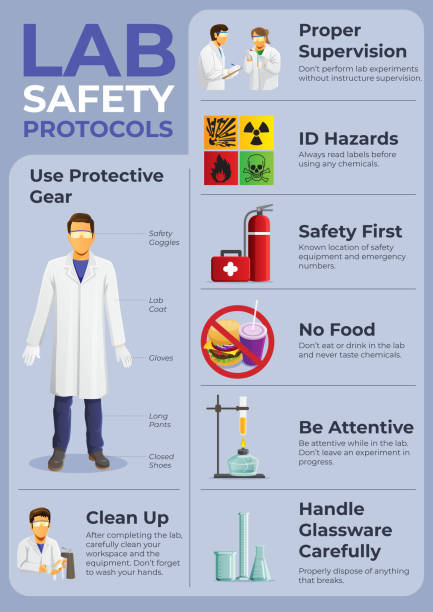 LAB
SAFETY
PROTOCOLS
Use Protective
Gear
Safety
Goggles
Lab
Coat
Gloves
Long
Pants
Closed
Shoes
Clean Up
After completing the lab,
carefully clean your
workspace and the
equipment. Don't forget
to wash your hands.
Proper
Supervision
Don't perform lab experiments
without instructure supervision.
ID Hazards
Always read labels before
using any chemicals.
Safety First
Known location of safety
equipment and emergency
numbers.
No Food
Don't eat or drink in the lab
and never taste chemicals.
Be Attentive
Be attentive while in the lab.
Don't leave an experiment in
progress.
Handle
Glassware
Carefully
Properly dispose of anything
that breaks.